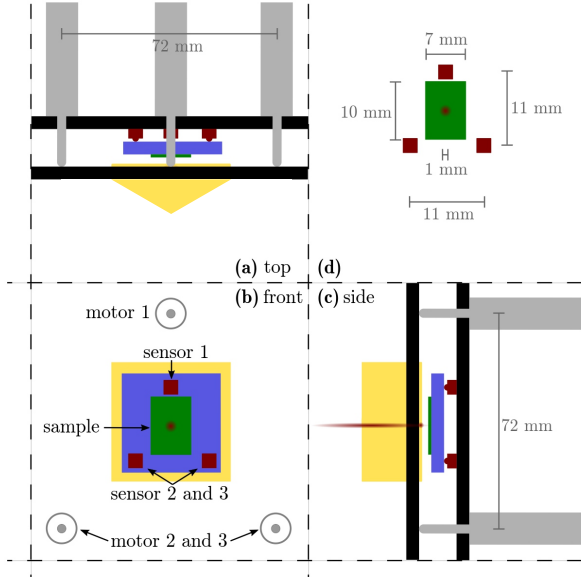 72 mm
7 mm
10 mm
11 mm
1 mm
11 mm
(a) top
(d)
(b) front
(c) side
motor 1
sensor 1
sample
72 mm
sensor 2 and 3
motor 2 and 3